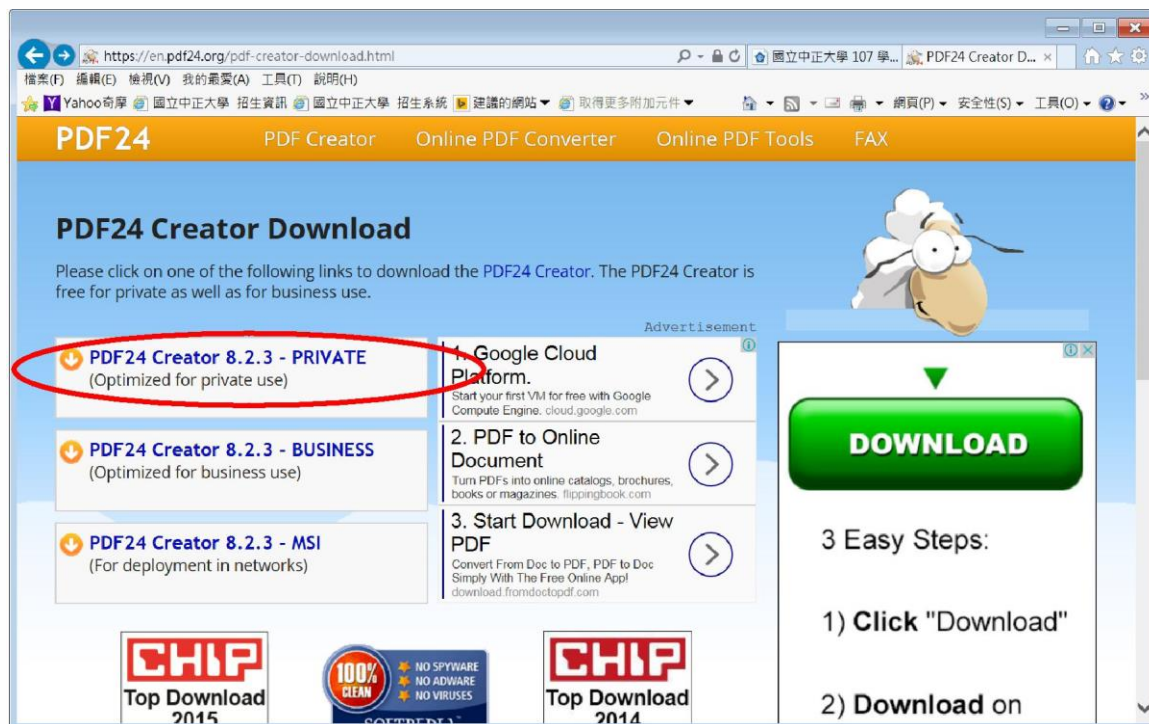 https://en.pdf24.org/pdf-creator-download.html
國立中正大學 107 學...
PDF24 Creator D...
檔案(F) 編輯(E) 檢視(V) 我的最愛(A) 工具(T) 說明(H)
Yahoo奇摩 國立中正大學 招生資訊 國立中正大學 招生系統 建議的網站 取得更多附加元件 網頁(P) 安全性(S) 工具(O)
PDF24 PDF Creator Online PDF Converter Online PDF Tools FAX
PDF24 Creator Download
Please click on one of the following links to download the PDF24 Creator. The PDF24 Creator is
free for private as well as for business use.
Advertisement
PDF24 Creator 8.2.3 - PRIVATE
(Optimized for private use)
PDF24 Creator 8.2.3 - BUSINESS
(Optimized for business use)
PDF24 Creator 8.2.3 - MSI
(For deployment in networks)
1. Google Cloud
Platform.
Start your first VM for free with Google
Compute Engine. cloud.google.com
2. PDF to Online
Document
Turn PDFs into online catalogs, brochures,
books or magazines. flippingbook.com
3. Start Download - View
PDF
Convert From Doc to PDF, PDF to Doc
Simply With The Free Online App!
download.fromdoctopdf.com
DOWNLOAD
3 Easy Steps:
1) Click "Download"
2) Download on
CHIP
Top Download
2015
100%
CLEAN
NO SPYWARE
NO ADWARE
NO VIRUSES
CHIP
Top Download
2014